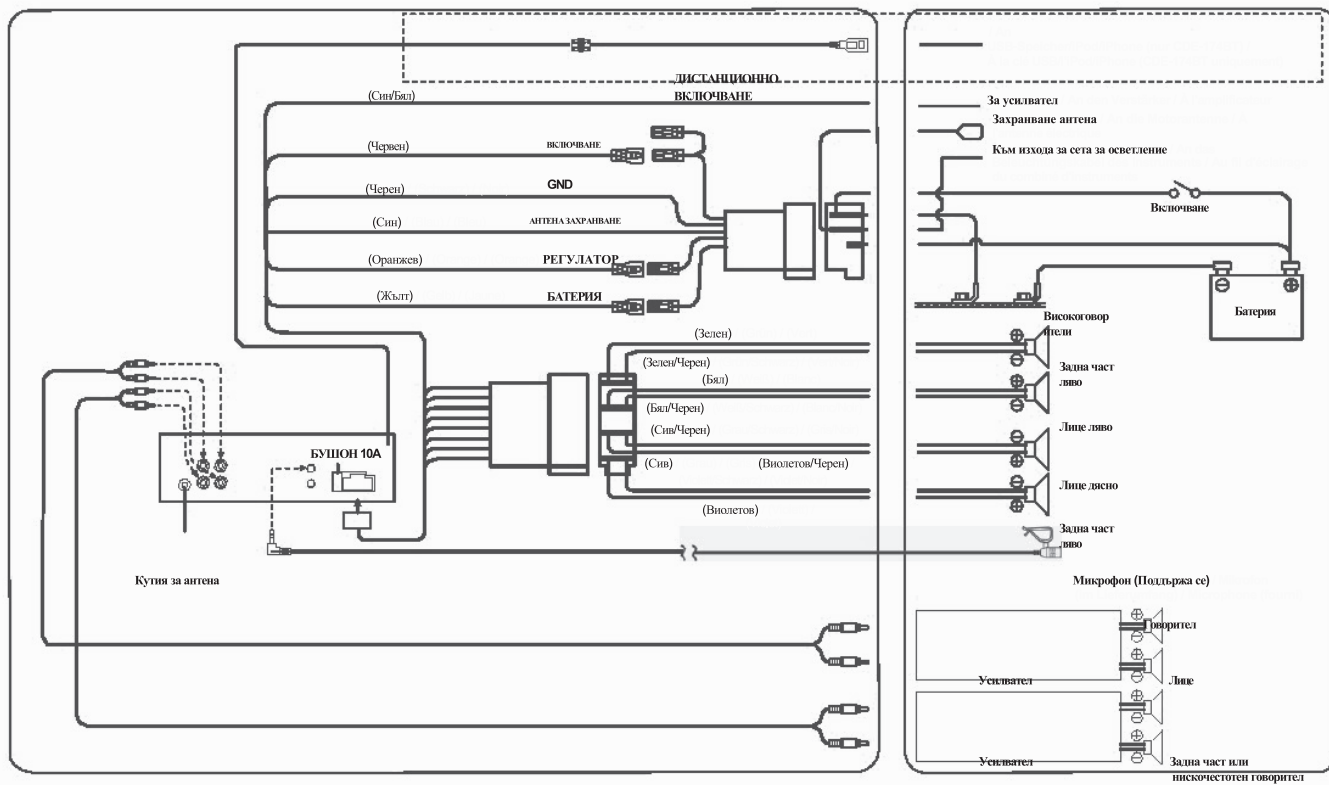 ДИСТАНЦИОННО
ВКЛЮЧВАНЕ
(Син/Бял)
(Червен)
ВКЛЮЧВАНЕ
(Черен)
GND
(Син)
АНТЕНА ЗАХРАНВАНЕ
(Оранжев)
РЕГУЛАТОР
(Жълт)
БАТЕРИЯ
(Зелен)
(Зелен/Черен)
(Бял)
(Бял/Черен)
(Сив/Черен)
(Сив)
(Виолетов/Черен)
(Виолетов)
БУШОН 10A
Кутия за антена
За усилвател
Захранване антена
Към изхода за сета за осветление
Включване
Батерия
Високоговор
ители
Задна част
ляво
Лице ляво
Лице дясно
Задна част
ляво
Микрофон (Поддържа се)
Говорител
Усилвател
Лице
Усилвател
Задна част или
нискочестотен говорител